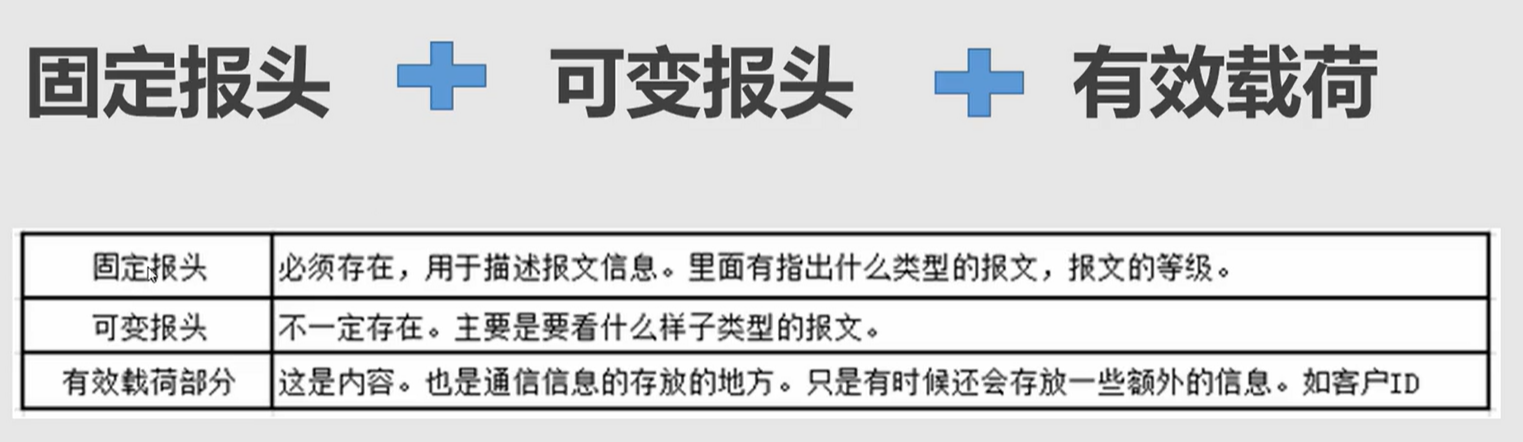 固定报头 + 可变报头 + 有效载荷
固定报头 必须存在，用于描述报文信息。里面有指出什么类型的报文，报文的等级。
可变报头 不一定存在。主要是要看什么样子类型的报文。
有效载荷部分 这是内容。也是通信信息的存放的地方。只是有时候还会存放一些额外的信息。如客户ID